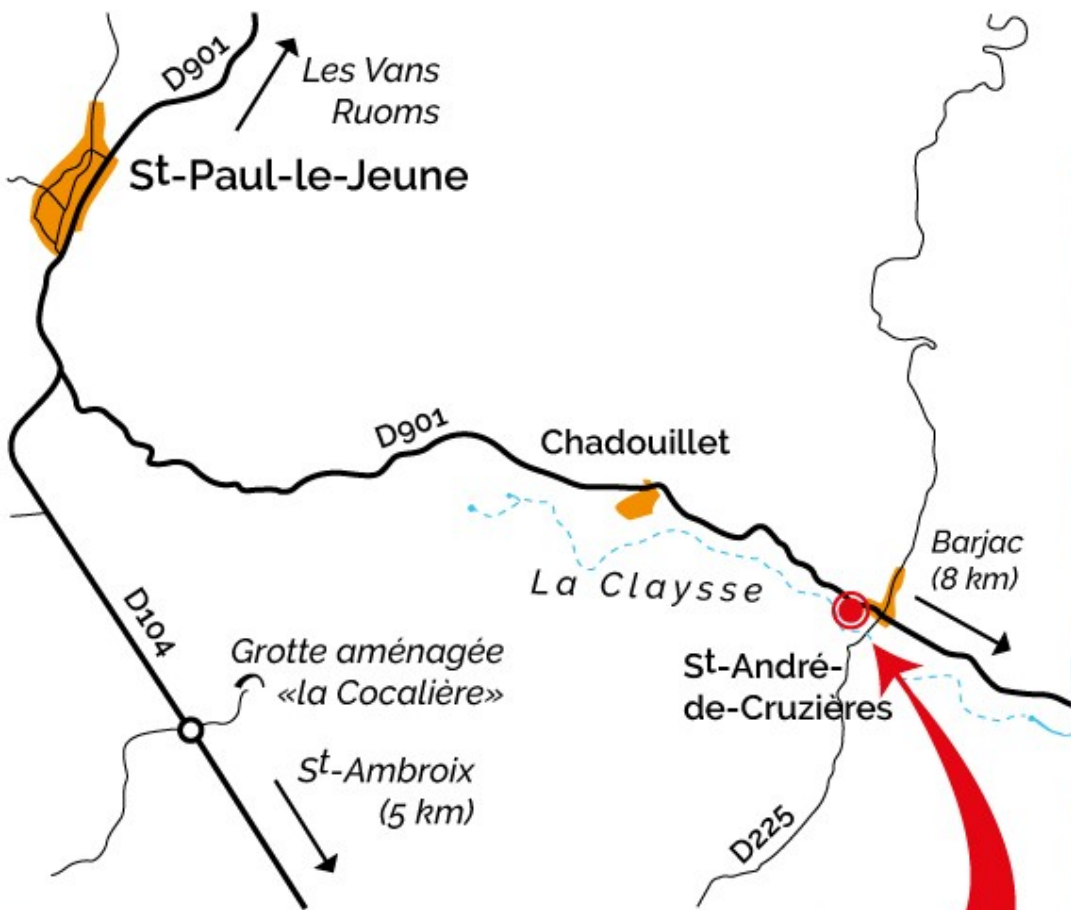 D901
Les Vans
Ruoms
St-Paul-le-Jeune
D901
Chadouillet
Barjac
(8 km)
La Claysse
D104
Grotte aménagée
«la Cocalière»
St-André-
de-Cruzières
St-Ambroix
(5 km)
D225